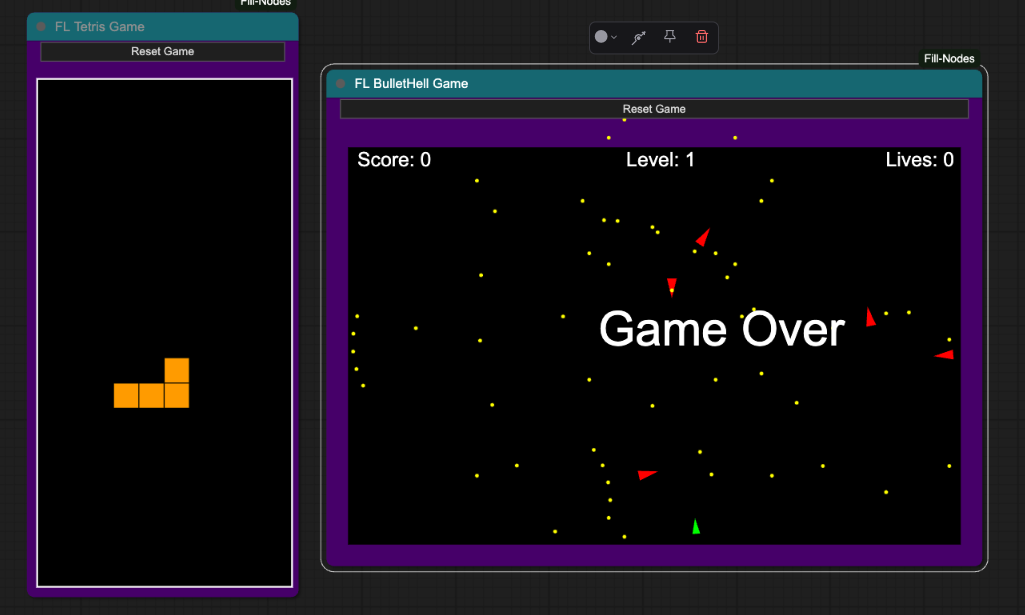 Fill-Nodes
FL Tetris Game
Reset Game
Fill-Nodes
FL BulletHell Game
Reset Game
Score: 0
Level: 1
Lives: 0
Game Over